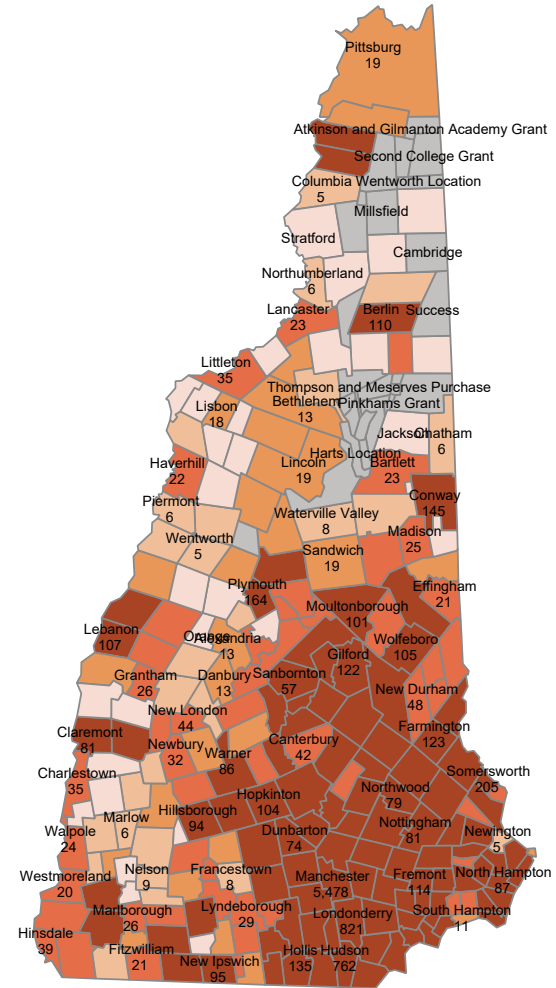 Pittsburg
19
Atkinson and Gilmanton Academy Grant
Second College Grant
Columbia
5
Wentworth Location
Millsfield
Stratford
Cambridge
Northumberland
6
Lancaster
23
Berlin
110
Success
Littleton
35
Thompson and Meserves Purchase
Bethlehem
13
Pinkhams Grant
Lisbon
18
Jackson
Chatham
6
Harts Location
Haverhill
22
Lincoln
19
Bartlett
23
Conway
145
Piermont
6
Waterville Valley
8
Madison
25
Wentworth
5
Sandwich
19
Plymouth
164
Effingham
21
Moultonborough
101
Lebanon
107
Orange
Alexandria
13
Wolfeboro
105
Gilford
122
Grantham
26
Danbury
13
Sanbornton
57
New Durham
48
New London
44
Claremont
81
Farmington
123
Newbury
32
Warner
86
Canterbury
42
Charlestown
35
Somersworth
205
Hopkinton
104
Northwood
79
Marlow
6
Hillsborough
94
Walpole
24
Dunbarton
74
Nottingham
81
Newington
5
Westmoreland
20
Nelson
9
Francestown
8
Manchester
5,478
Fremont
114
North Hampton
87
Marlborough
26
Lyndeborough
29
Londonderry
821
South Hampton
11
Hinsdale
39
Fitzwilliam
21
New Ipswich
95
Hollis
135
Hudson
762